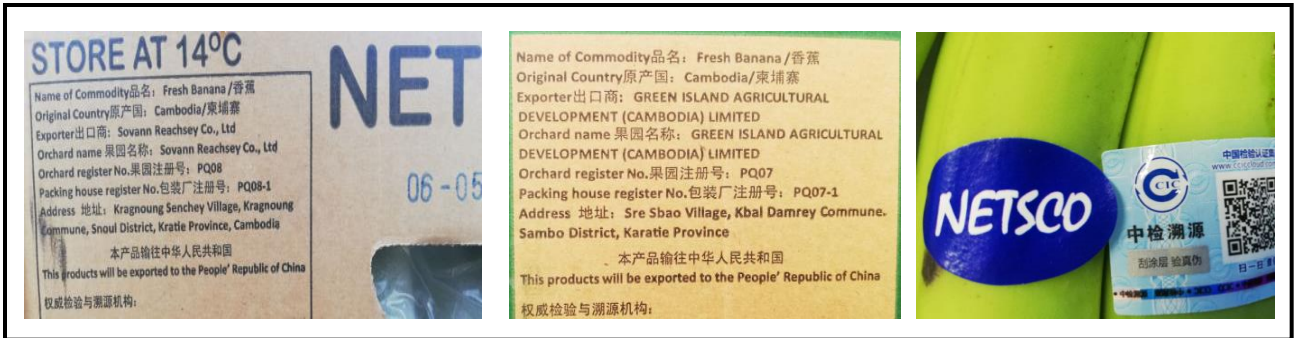 STORE AT 14ºC
Name of Commodity品名：Fresh Banana/香蕉
Original Country原产国：Cambodia/柬埔寨
Exporter出口商：Sovann Reachsey Co., Ltd
Orchard name 果园名称：Sovann Reachsey Co., Ltd
Orchard register No.果园注册号：PQ08
Packing house register No.包装厂注册号：PQ08-1
Address 地址：Kragnoung Senchey Village, Kragnoung
Commune, Snoul District, Kratie Province, Cambodia
本产品输往中华人民共和国
This products will be exported to the People' Republic of China
权威检验与溯源机构：
NET
06-05
Name of Commodity品名：Fresh Banana/香蕉
Original Country原产国：Cambodia/柬埔寨
Exporter出口商：GREEN ISLAND AGRICULTURAL
DEVELOPMENT (CAMBODIA) LIMITED
Orchard name 果园名称：GREEN ISLAND AGRICULTURAL
DEVELOPMENT (CAMBODIA) LIMITED
Orchard register No.果园注册号：PQ07
Packing house register No.包装厂注册号：PQ07-1
Address 地址：Sre Sbao Village, Kbal Damrey Commune.
Sambo District, Karatie Province
本产品输往中华人民共和国
This products will be exported to the People' Republic of China
权威检验与溯源机构：
NETSCO
中国检验认证
www.cciccloud.com
CCIC
中检溯源
刮涂层 验真伪
扫一扫